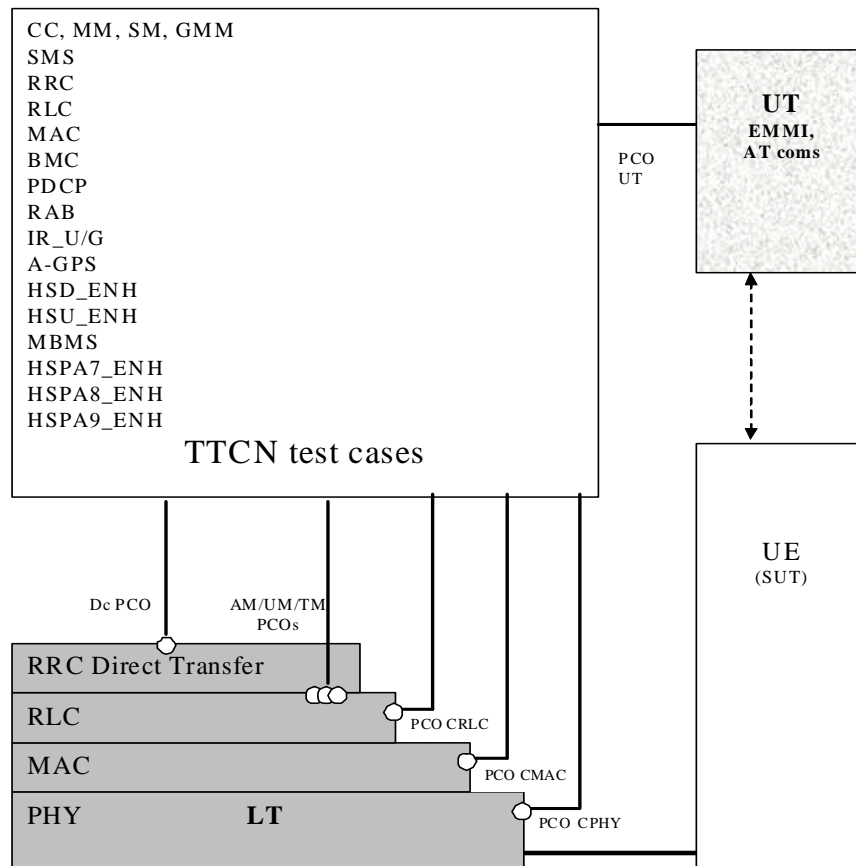 CC, MM, SM, GMM
SMS
RRC
RLC
MAC
BMC
PDCP
RAB
IR_U/G
A-GPS
HSD_ENH
HSU_ENH
MBMS
HSPA7_ENH
HSPA8_ENH
HSPA9_ENH
TTCN test cases
UT
EMMI,
AT coms
PCO
UT
UE
(SUT)
Dc PCO
AM/UM/TM
PCOs
RRC Direct Transfer
RLC
PCO CRLC
MAC
PCO CMAC
PHY LT
PCO CPHY